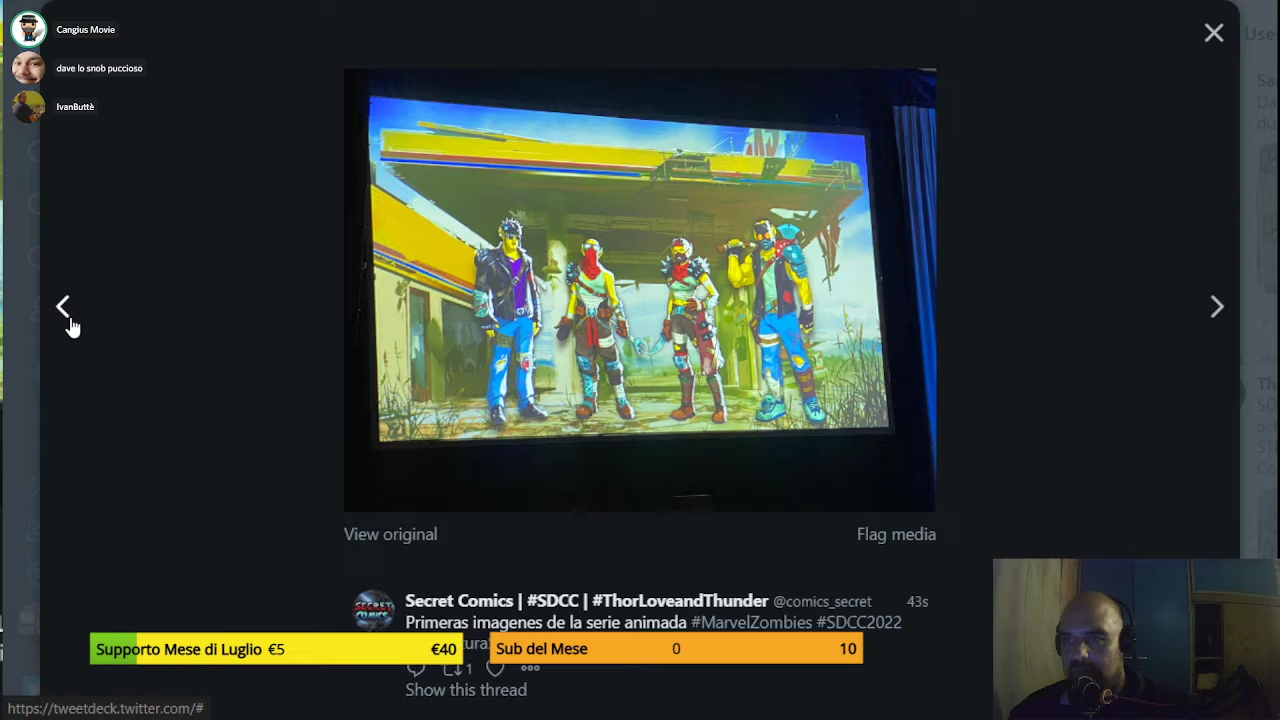 Cangius Movie
dave lo snob puccioso
IvanButtè
Use
View original
Flag media
Secret Comics | #SDCC | #ThorLoveandThunder @comics_secret 43s
Primeras imagenes de la serie animada #MarvelZombies #SDCC2022
Supporto Mese di Luglio €5 €40
Sub del Mese 0 10
1
Show this thread
https://tweetdeck.twitter.com/#